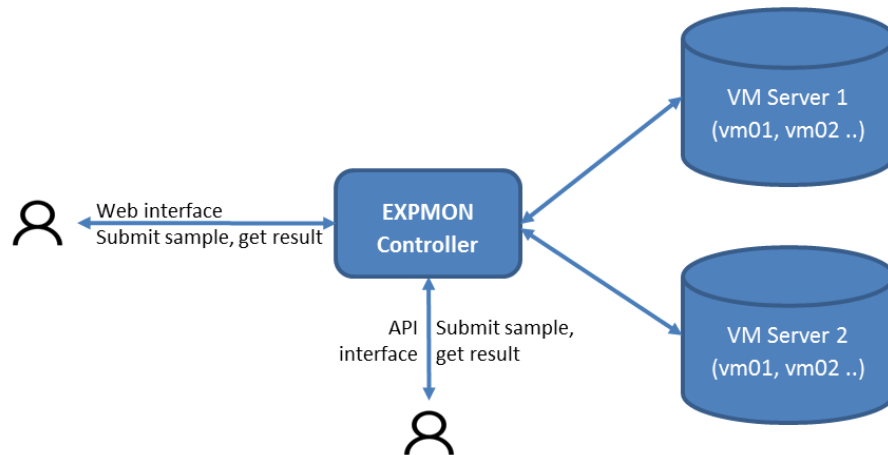 VM Server 1
(vm01, vm02 ..)
Web interface
Submit sample, get result
EXPMON
Controller
API
interface
Submit sample,
get result
VM Server 2
(vm01, vm02 ..)